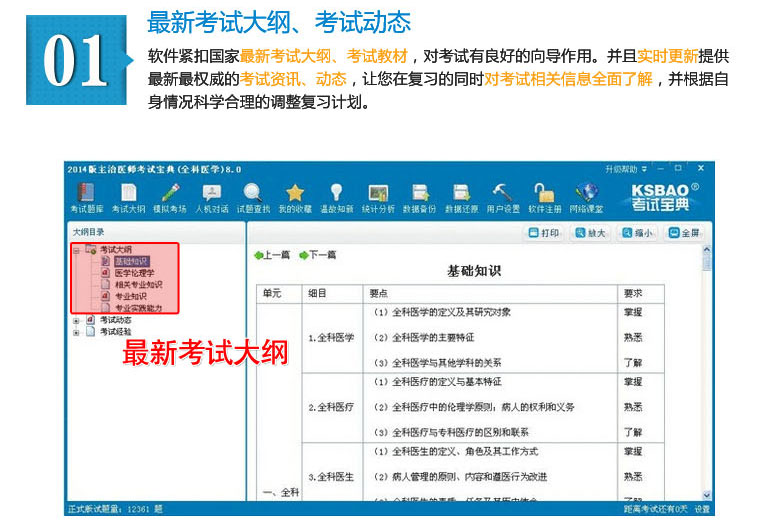 01
最新考试大纲、考试动态
软件紧扣国家最新考试大纲、考试教材，对考试有良好的向导作用。并且实时更新提供
最新最权威的考试资讯、动态，让您在复习的同时对考试相关信息全面了解，并根据自
身情况科学合理的调整复习计划。
2014版主治医师考试宝典(全科医学)8.0
升级帮助
考试题库 考试大纲 模拟考场 人机对话 试题查找 我的收藏 温故知新 统计分析 数据备份 数据还原 用户设置 软件注册 网络课堂
KSBAO®
考试宝典
大纲目录
打印 放大 缩小 全屏
考试大纲
基础知识
医学伦理学
相关专业知识
专业知识
专业实践能力
考试动态
考试经验
最新考试大纲
上一篇 下一篇
基础知识
单元 细目 要点 要求
(1) 全科医学的定义及其研究对象 掌握
1.全科医学 (2) 全科医学的主要特征 熟悉
(3) 全科医学与其他学科的关系 了解
(1) 全科医疗的定义与基本特征 掌握
2.全科医疗 (2) 全科医疗中的伦理学原则；病人的权利和义务 熟悉
(3) 全科医疗与专科医疗的区别和联系 了解
(1) 全科医生的定义、角色及其工作方式 掌握
3.全科医生 (2) 病人管理的原则、内容和遵医行为改进 熟悉
一、全科
正式版试题量：12361 题
距离考试还有0天 设置